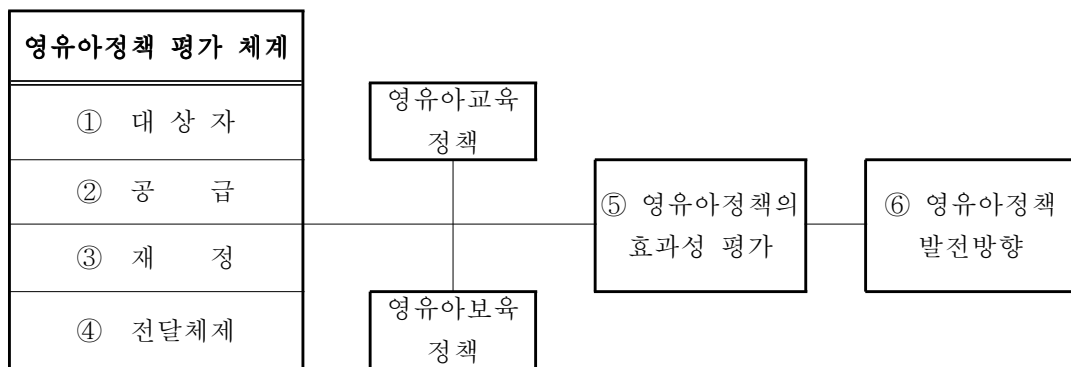 영유아정책 평가 체계
① 대 상 자
② 공 급
③ 재 정
④ 전달체제
영유아교육
정책
영유아보육
정책
⑤ 영유아정책의
효과성 평가
⑥ 영유아정책
발전방향